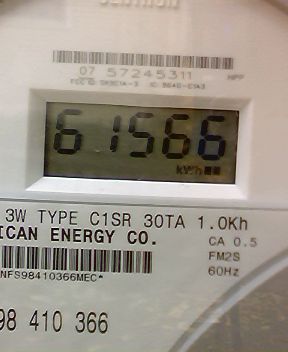 07 57245311 HPP
61566
kWh
3W TYPE C1SR 30TA 1.0Kh
ICAN ENERGY CO.
CA 0.5
FM2S
60Hz
NFS98410366MEC*
98 410 366